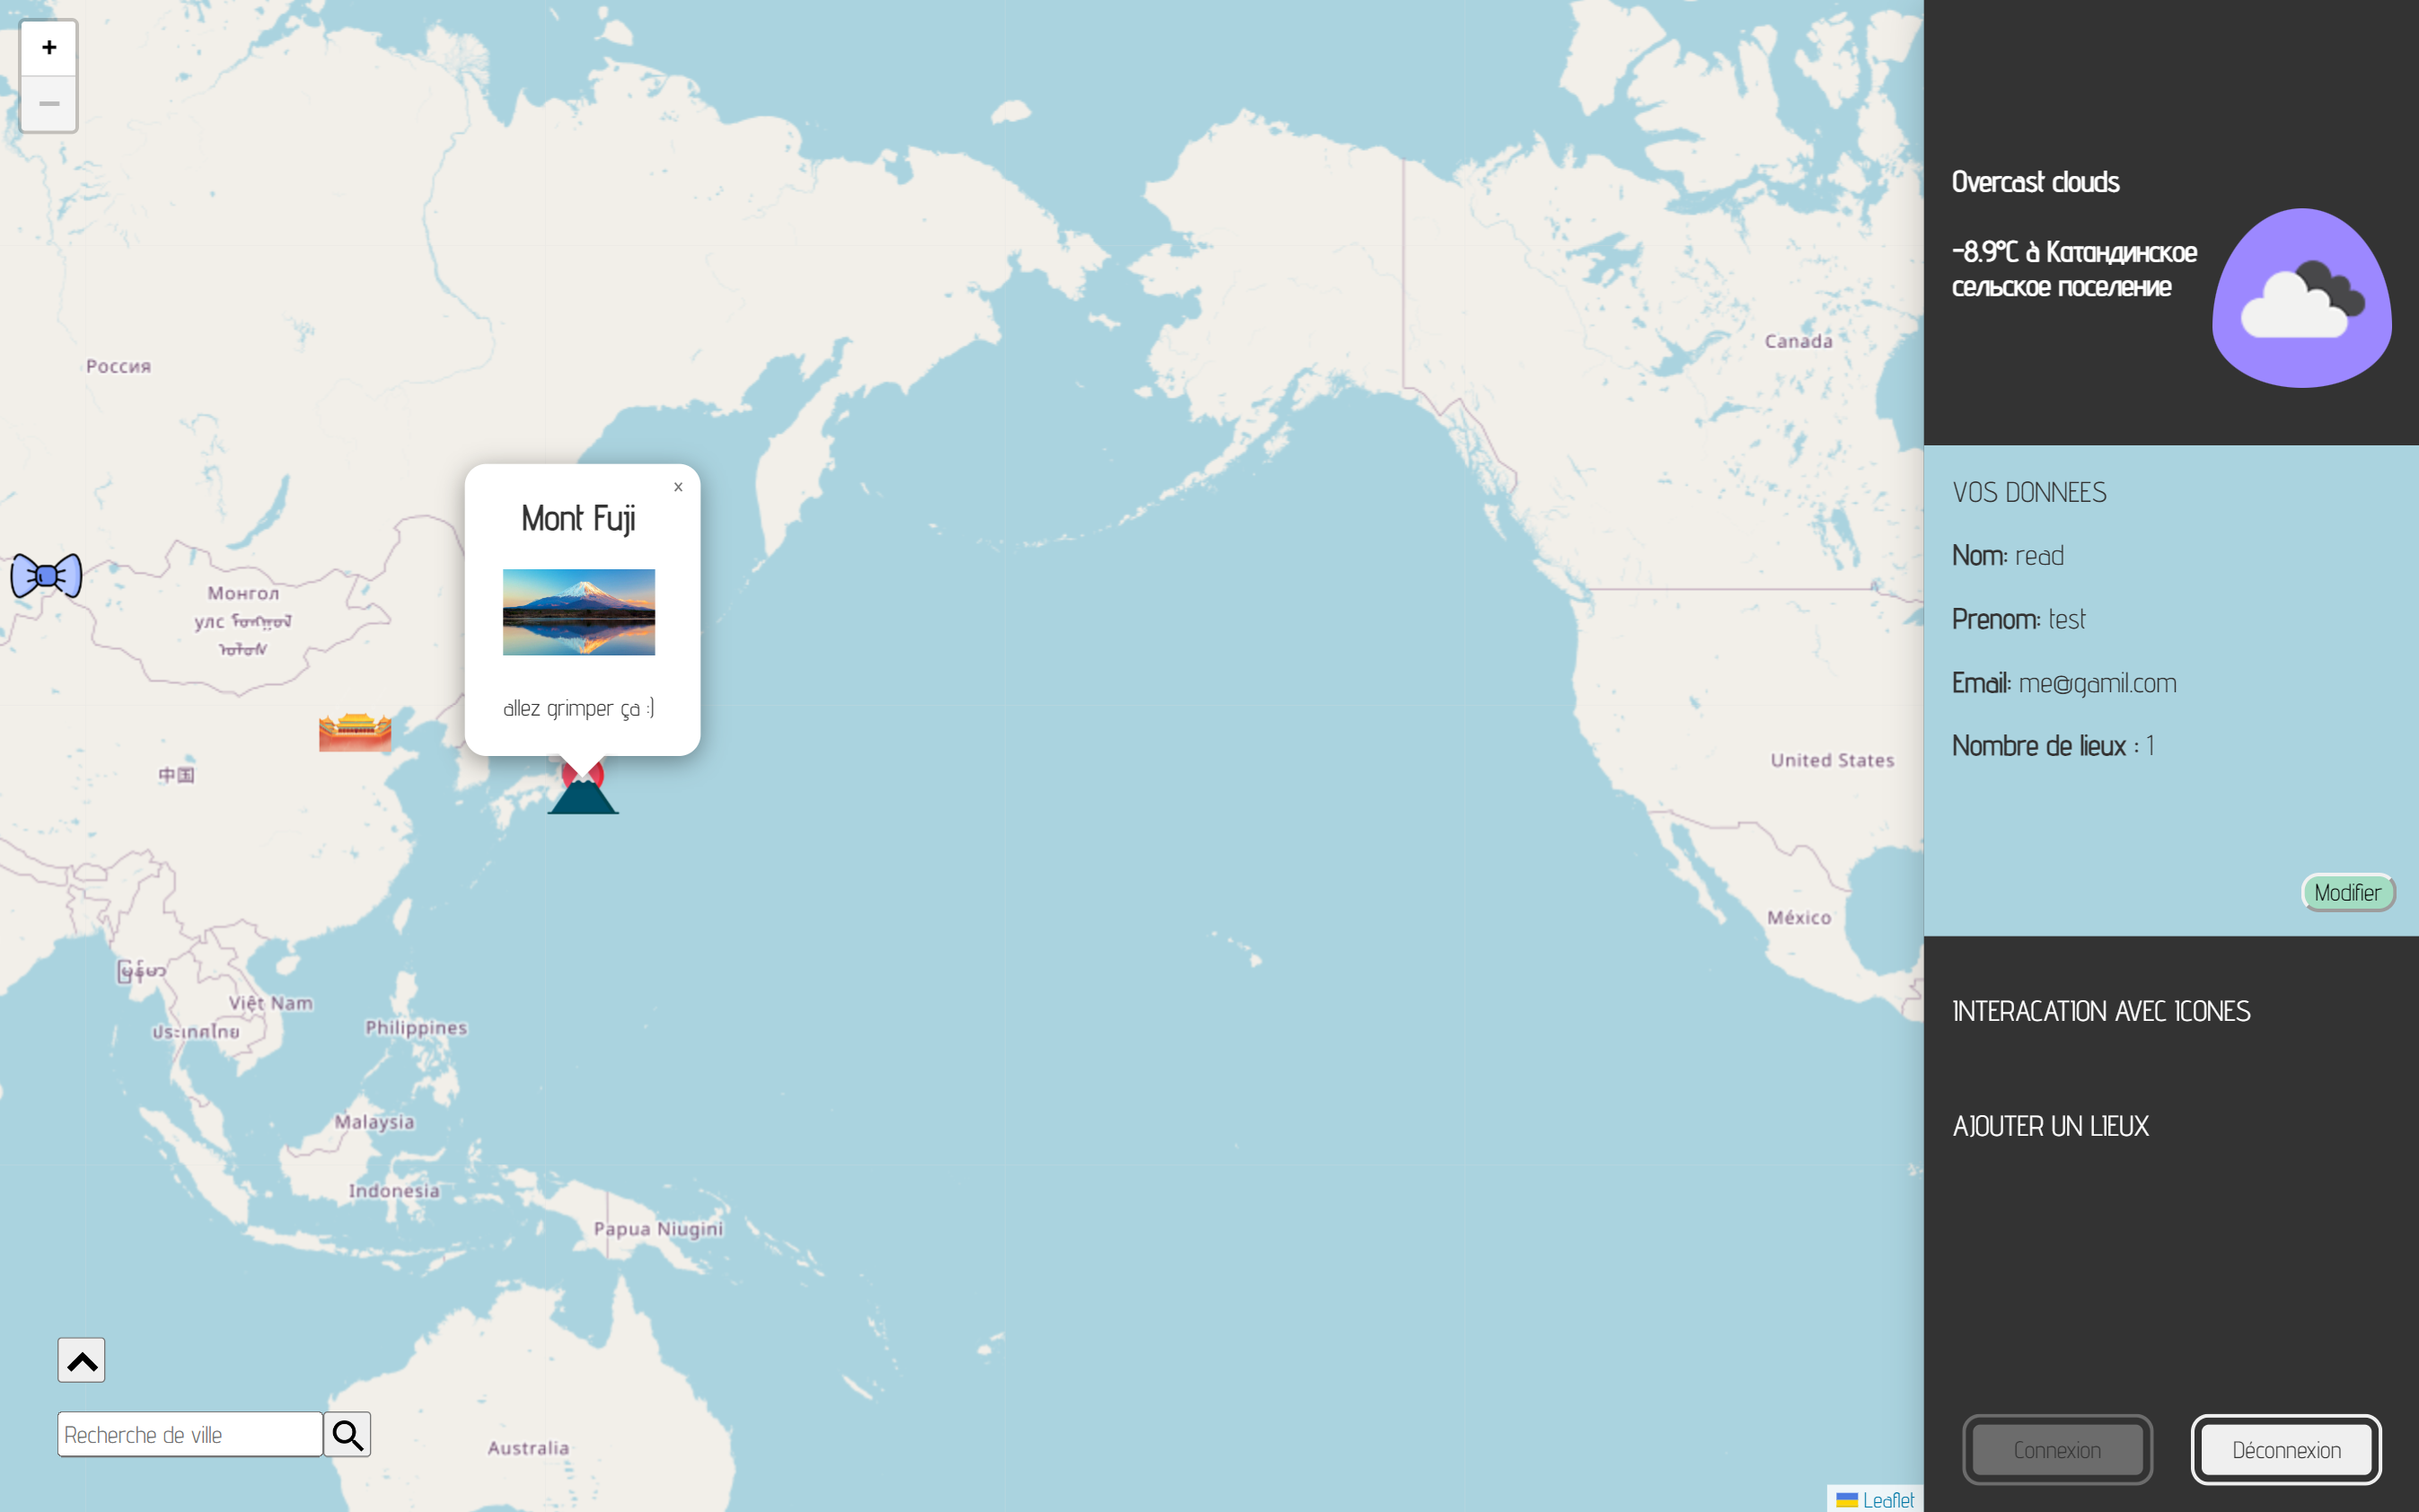 +
−
Россия
Canada
Монгол
улс
中国
United States
México
Việt Nam
ประเทศไทย
Philippines
Malaysia
Indonesia
Papua Niugini
Australia
×
Mont Fuji
allez grimper ça :)
Recherche de ville
Leaflet
Overcast clouds
-8.9°C à Катандинское
сельское поселение
VOS DONNEES
Nom: read
Prenom: test
Email: me@gamil.com
Nombre de lieux : 1
Modifier
INTERACATION AVEC ICONES
AJOUTER UN LIEUX
Connexion
Déconnexion